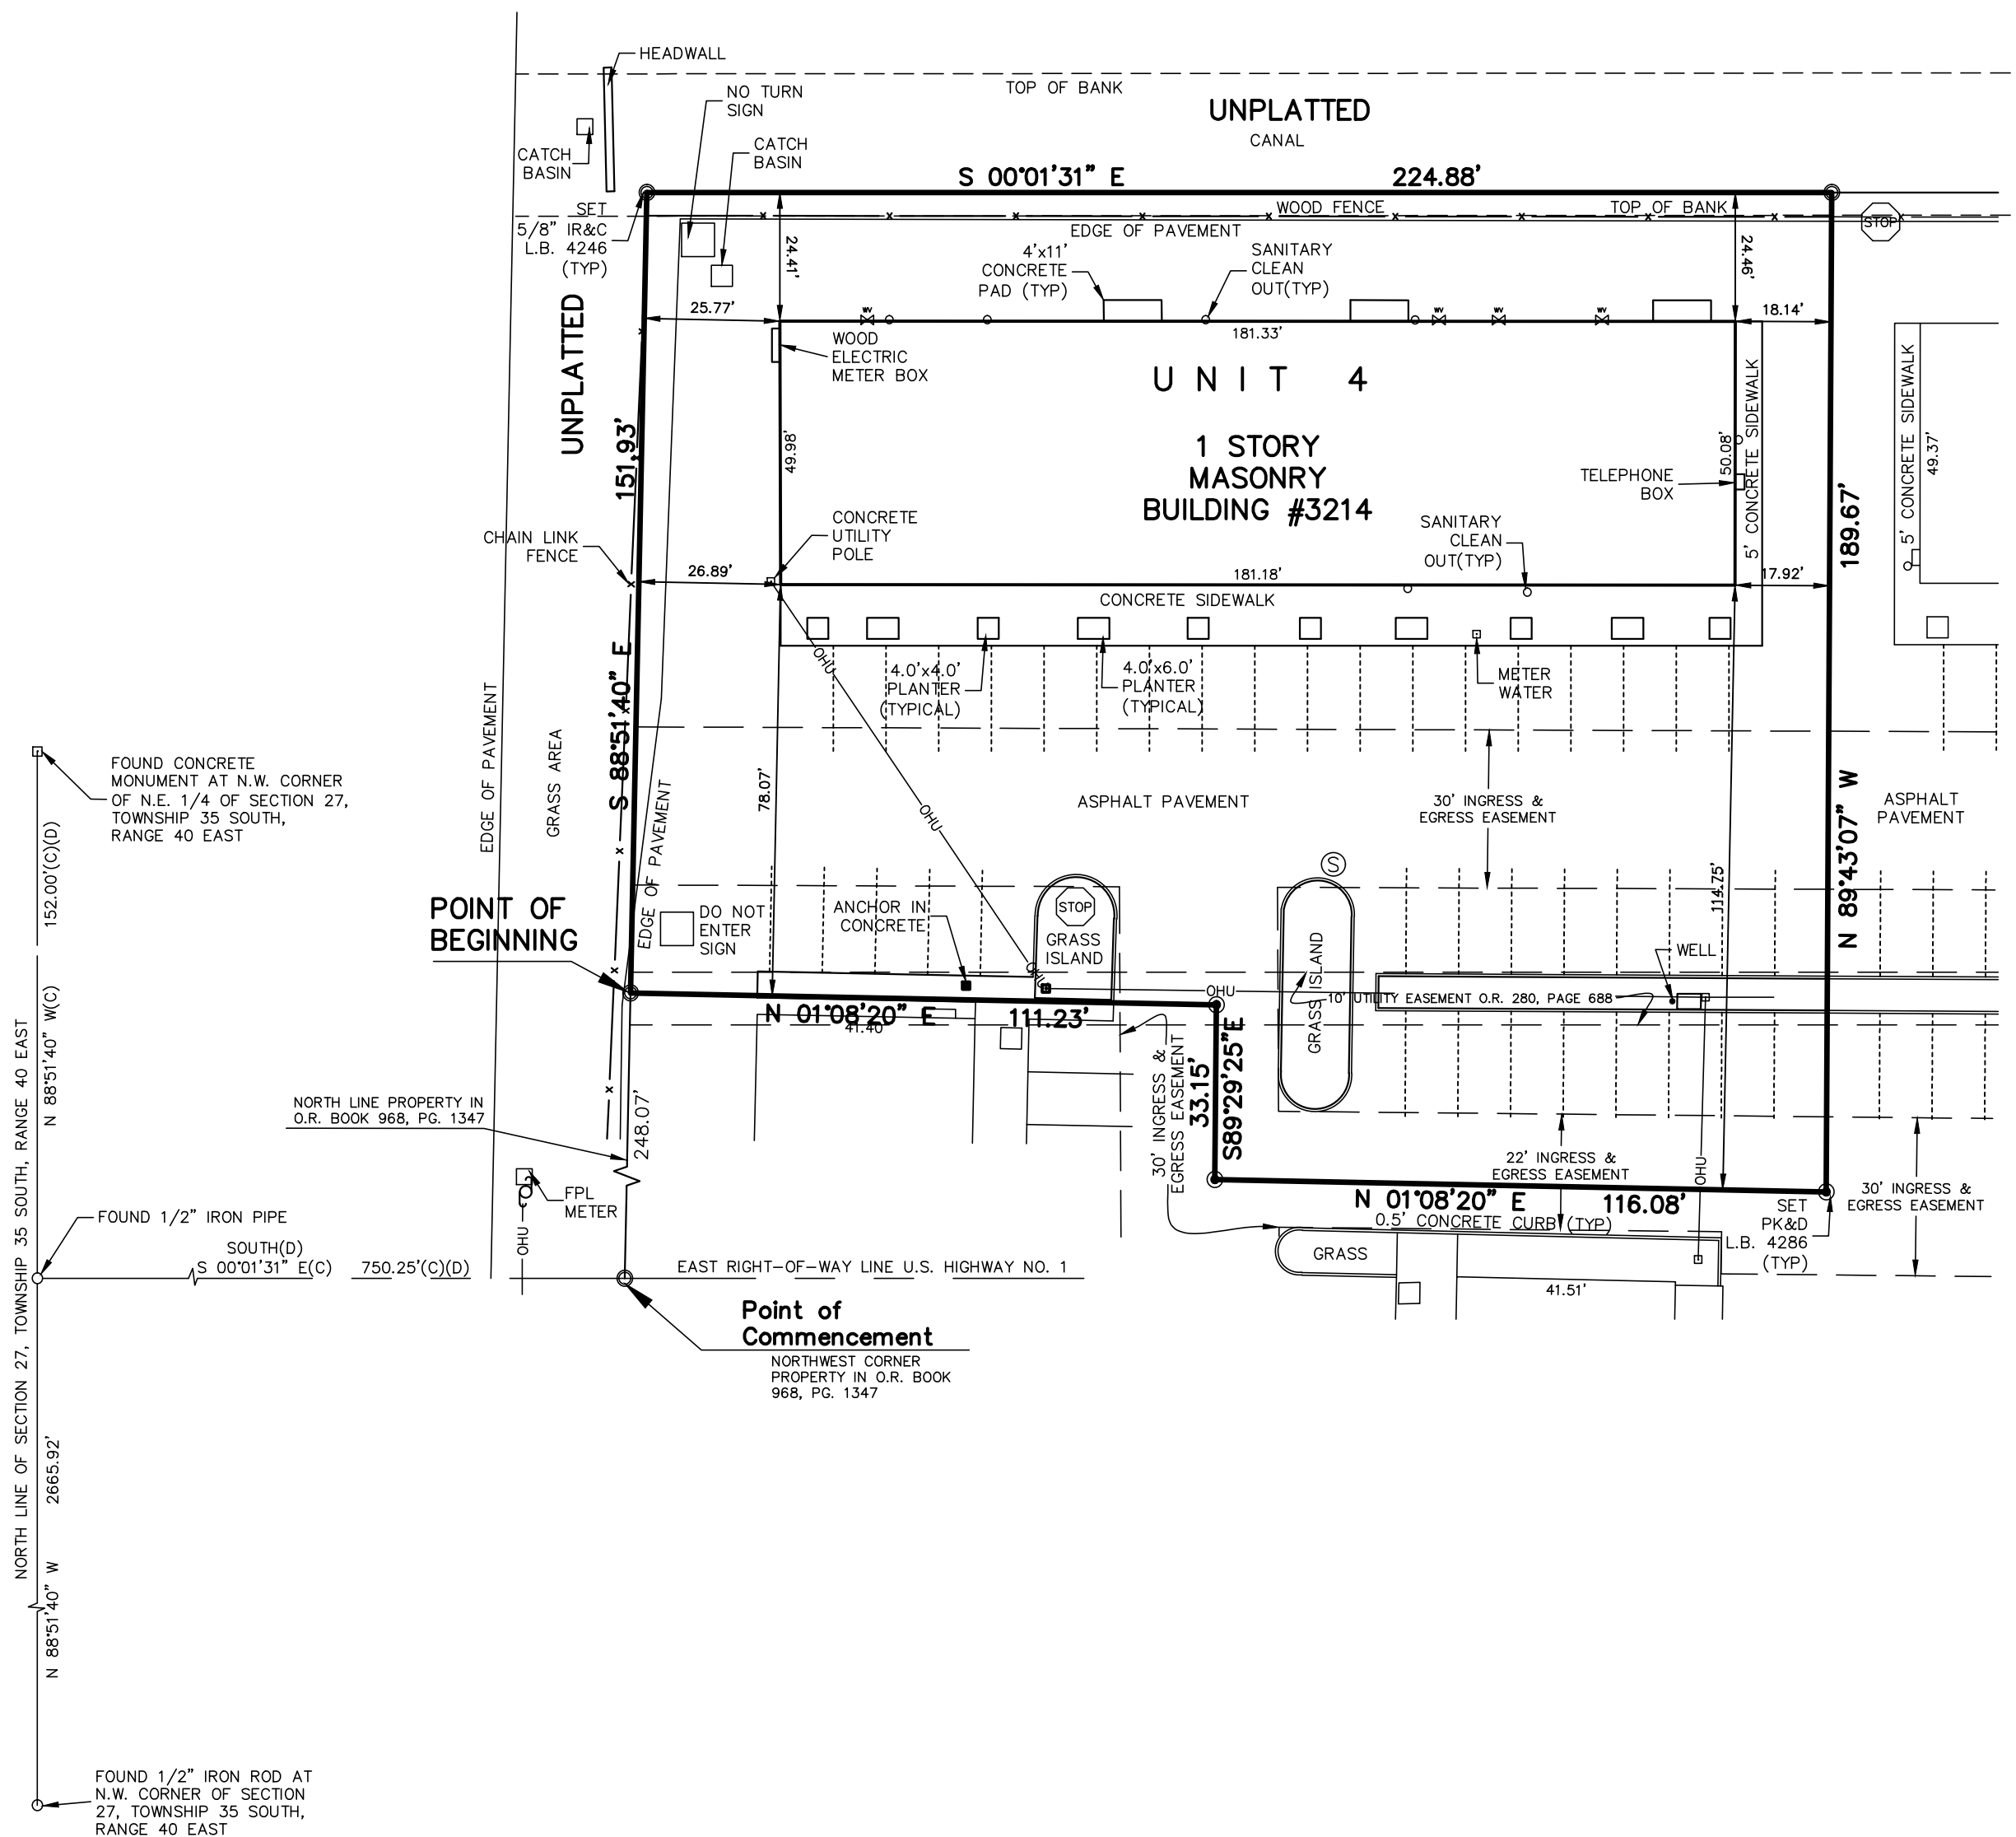 HEADWALL
NO TURN
SIGN
TOP OF BANK
UNPLATTED
CANAL
CATCH
BASIN
CATCH
BASIN
S 00°01'31" E 224.88'
SET
5/8" IR&C
L.B. 4246
(TYP)
WOOD FENCE
TOP OF BANK
STOP
EDGE OF PAVEMENT
4'x11'
CONCRETE
PAD (TYP)
SANITARY
CLEAN
OUT(TYP)
24.41'
24.46'
UNPLATTED
25.77'
18.14'
WV
WV
WV
WV
181.33'
WOOD
ELECTRIC
METER BOX
UNIT 4
1 STORY
MASONRY
BUILDING #3214
49.98'
50.08'
5' CONCRETE SIDEWALK
5' CONCRETE SIDEWALK
49.37'
TELEPHONE
BOX
151.93'
S 88°51'40" E
189.67'
N 89°43'07" W
CHAIN LINK
FENCE
CONCRETE
UTILITY
POLE
SANITARY
CLEAN
OUT(TYP)
26.89'
181.18'
17.92'
CONCRETE SIDEWALK
OHU
4.0'x4.0'
PLANTER
(TYPICAL)
4.0'x6.0'
PLANTER
(TYPICAL)
METER
WATER
EDGE OF PAVEMENT
GRASS AREA
EDGE OF PAVEMENT
78.07'
OHU
ASPHALT PAVEMENT
30' INGRESS &
EGRESS EASEMENT
ASPHALT
PAVEMENT
114.75'
FOUND CONCRETE
MONUMENT AT N.W. CORNER
OF N.E. 1/4 OF SECTION 27,
TOWNSHIP 35 SOUTH,
RANGE 40 EAST
152.00'(C)(D)
N 88°51'40" W(C)
POINT OF
BEGINNING
DO NOT
ENTER
SIGN
ANCHOR IN
CONCRETE
STOP
GRASS
ISLAND
S
GRASS ISLAND
WELL
OHU
OHU
10' UTILITY EASEMENT O.R. 280, PAGE 688
N 01°08'20" E 111.23'
41.40'
33.15'
S89°29'25"E
30' INGRESS &
EGRESS EASEMENT
NORTH LINE PROPERTY IN
O.R. BOOK 968, PG. 1347
248.07'
FPL
METER
OHU
22' INGRESS &
EGRESS EASEMENT
OHU
N 01°08'20" E 116.08'
0.5' CONCRETE CURB (TYP)
SET
PK&D
L.B. 4286
(TYP)
30' INGRESS &
EGRESS EASEMENT
GRASS
41.51'
NORTH LINE OF SECTION 27, TOWNSHIP 35 SOUTH, RANGE 40 EAST
FOUND 1/2" IRON PIPE
SOUTH(D)
S 00°01'31" E(C) 750.25'(C)(D)
EAST RIGHT-OF-WAY LINE U.S. HIGHWAY NO. 1
Point of
Commencement
NORTHWEST CORNER
PROPERTY IN O.R. BOOK
968, PG. 1347
2665.92'
N 88°51'40" W
FOUND 1/2" IRON ROD AT
N.W. CORNER OF SECTION
27, TOWNSHIP 35 SOUTH,
RANGE 40 EAST